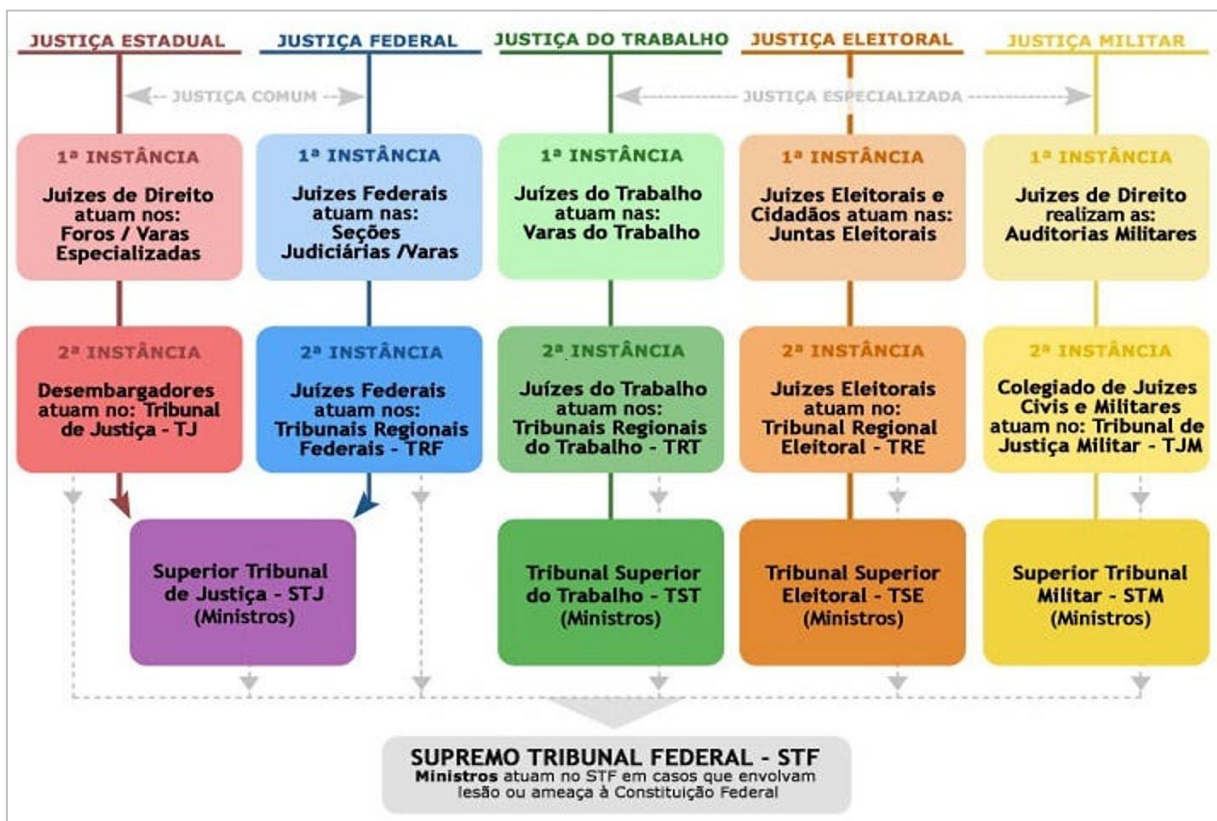 JUSTIÇA ESTADUAL
JUSTIÇA FEDERAL
JUSTIÇA DO TRABALHO
JUSTIÇA ELEITORAL
JUSTIÇA MILITAR
JUSTIÇA COMUM
JUSTIÇA ESPECIALIZADA
1ª INSTÂNCIA
Juizes de Direito
atuam nos:
Foros / Varas
Especializadas
1ª INSTÂNCIA
Juizes Federais
atuam nas:
Seções
Judiciárias /Varas
1ª INSTÂNCIA
Juízes do Trabalho
atuam nas:
Varas do Trabalho
1ª INSTÂNCIA
Juizes Eleitorais e
Cidadãos atuam nas:
Juntas Eleitorais
1ª INSTÂNCIA
Juizes de Direito
realizam as:
Auditorias Militares
2ª INSTÂNCIA
Desembargadores
atuam no: Tribunal
de Justiça - TJ
2ª INSTÂNCIA
Juízes Federais
atuam nos:
Tribunais Regionais
Federais - TRF
2ª INSTÂNCIA
Juízes do Trabalho
atuam nos:
Tribunais Regionais
do Trabalho - TRT
2ª INSTÂNCIA
Juizes Eleitorais
atuam no:
Tribunal Regional
Eleitoral - TRE
2ª INSTÂNCIA
Colegiado de Juizes
Civis e Militares
atuam no: Tribunal de
Justiça Militar - TJM
Superior Tribunal
de Justiça - STJ
(Ministros)
Tribunal Superior
do Trabalho - TST
(Ministros)
Tribunal Superior
Eleitoral - TSE
(Ministros)
Superior Tribunal
Militar - STM
(Ministros)
SUPREMO TRIBUNAL FEDERAL - STF
Ministros atuam no STF em casos que envolvam
lesão ou ameaça à Constituição Federal